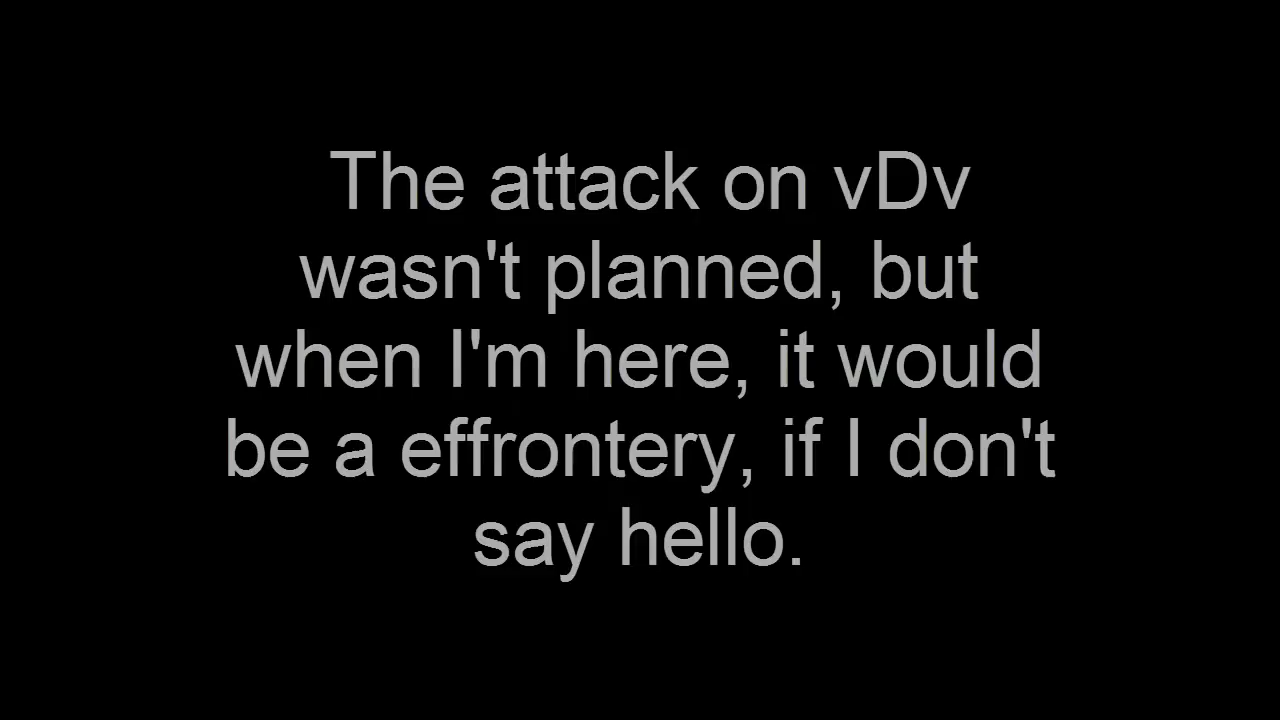 The attack on vDv
wasn't planned, but
when I'm here, it would
be a effrontery, if I don't
say hello.